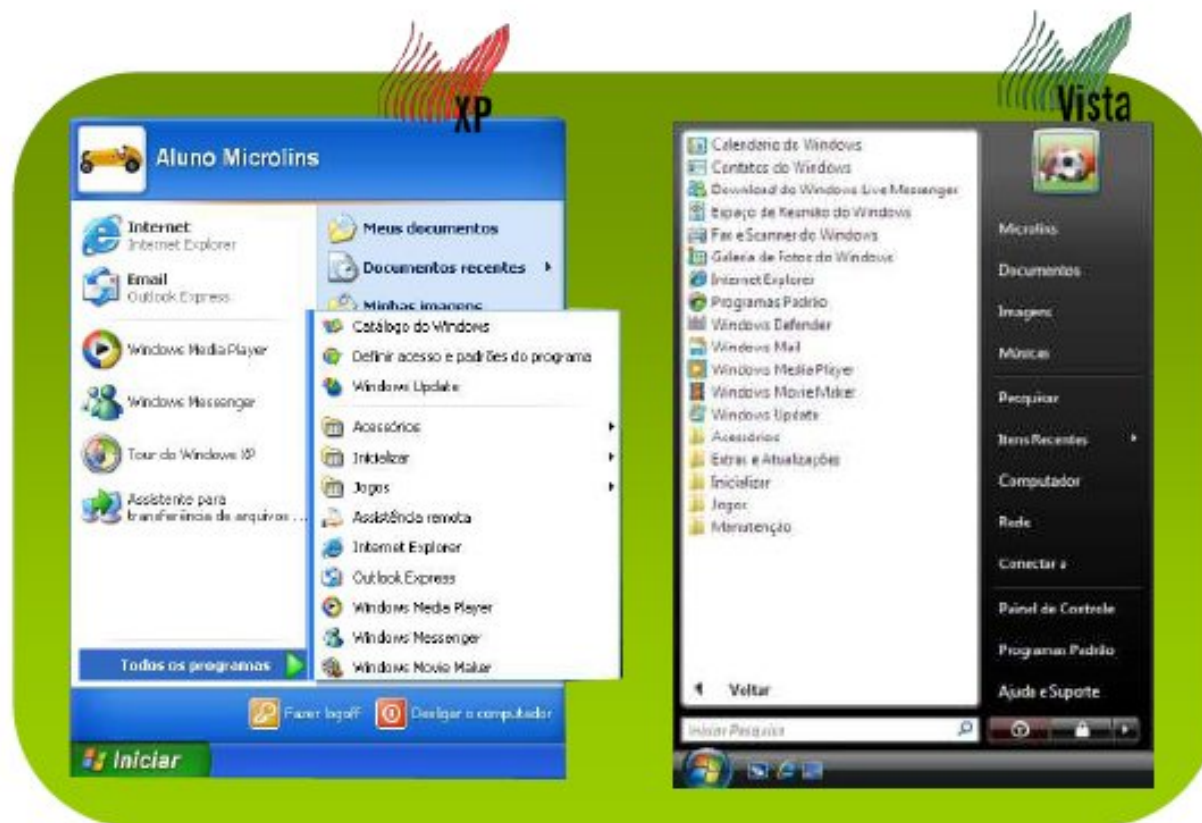 XP
Aluno Microlins
Internet
Internet Explorer
Email
Outlook Express
Windows Media Player
Windows Messenger
Tour do Windows XP
Assistente para
transferência de arquivos ...
Todos os programas
Meus documentos
Documentos recentes
Minhas imagens
Catálogo do Windows
Definir acesso e padrões do programa
Windows Update
Acessórios
Inicializar
Jogos
Assistência remota
Internet Explorer
Outlook Express
Windows Media Player
Windows Messenger
Windows Movie Maker
Fazer logoff
Desligar o computador
Iniciar
Vista
Calendário do Windows
Contatos do Windows
Download do Windows Live Messenger
Espaço de Reunião do Windows
Fax e Scanner do Windows
Galeria de Fotos do Windows
Internet Explorer
Programas Padrão
Windows Defender
Windows Mail
Windows Media Player
Windows Movie Maker
Windows Update
Acessórios
Extras e Atualizações
Inicializar
Jogos
Manutenção
Voltar
Iniciar Pesquisa
Microlins
Documentos
Imagens
Músicas
Pesquisar
Itens Recentes
Computador
Rede
Conectar a
Painel de Controle
Programas Padrão
Ajuda e Suporte